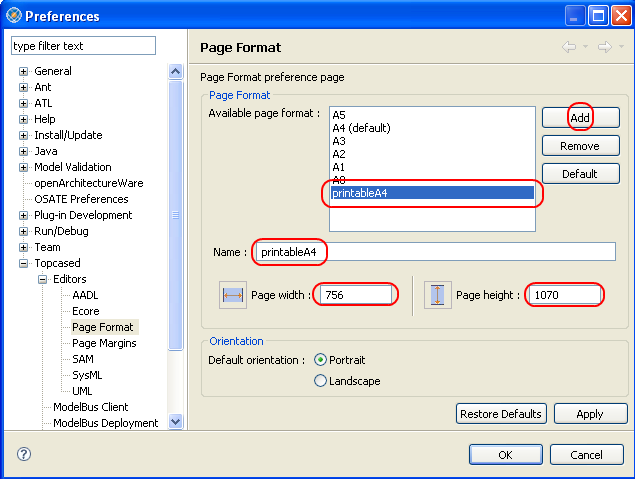 Preferences
type filter text
General
Ant
ATL
Help
Install/Update
Java
Model Validation
openArchitectureWare
OSATE Preferences
Plug-in Development
Run/Debug
Team
Topcased
Editors
AADL
Ecore
Page Format
Page Margins
SAM
SysML
UML
ModelBus Client
ModelBus Deployment
Page Format
Page Format preference page
Page Format
Available page format :
A5
A4 (default)
A3
A2
A1
A0
printableA4
Add
Remove
Default
Name : printableA4
Page width : 756 Page height : 1070
Orientation
Default orientation : Portrait
Landscape
Restore Defaults Apply
? OK Cancel